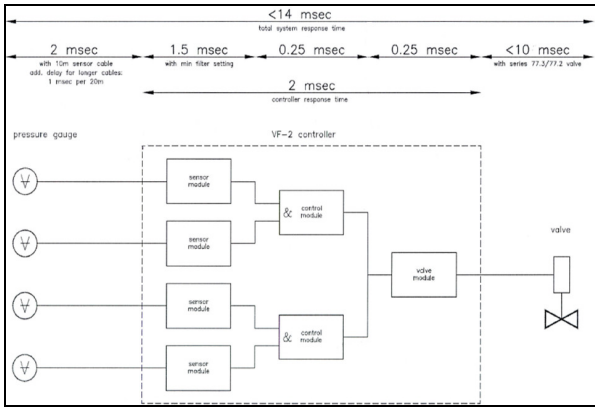 <14 msec
total system response time
2 msec
1.5 msec
0.25 msec
0.25 msec
<10 msec
with 10m sensor cable
add. delay for longer cables:
1 msec per 20m
with min filter setting
with series 77.3/77.2 valve
2 msec
controller response time
pressure gauge
VF-2 controller
sensor
module
sensor
module
& control
module
valve
valve
module
sensor
module
& control
module
sensor
module